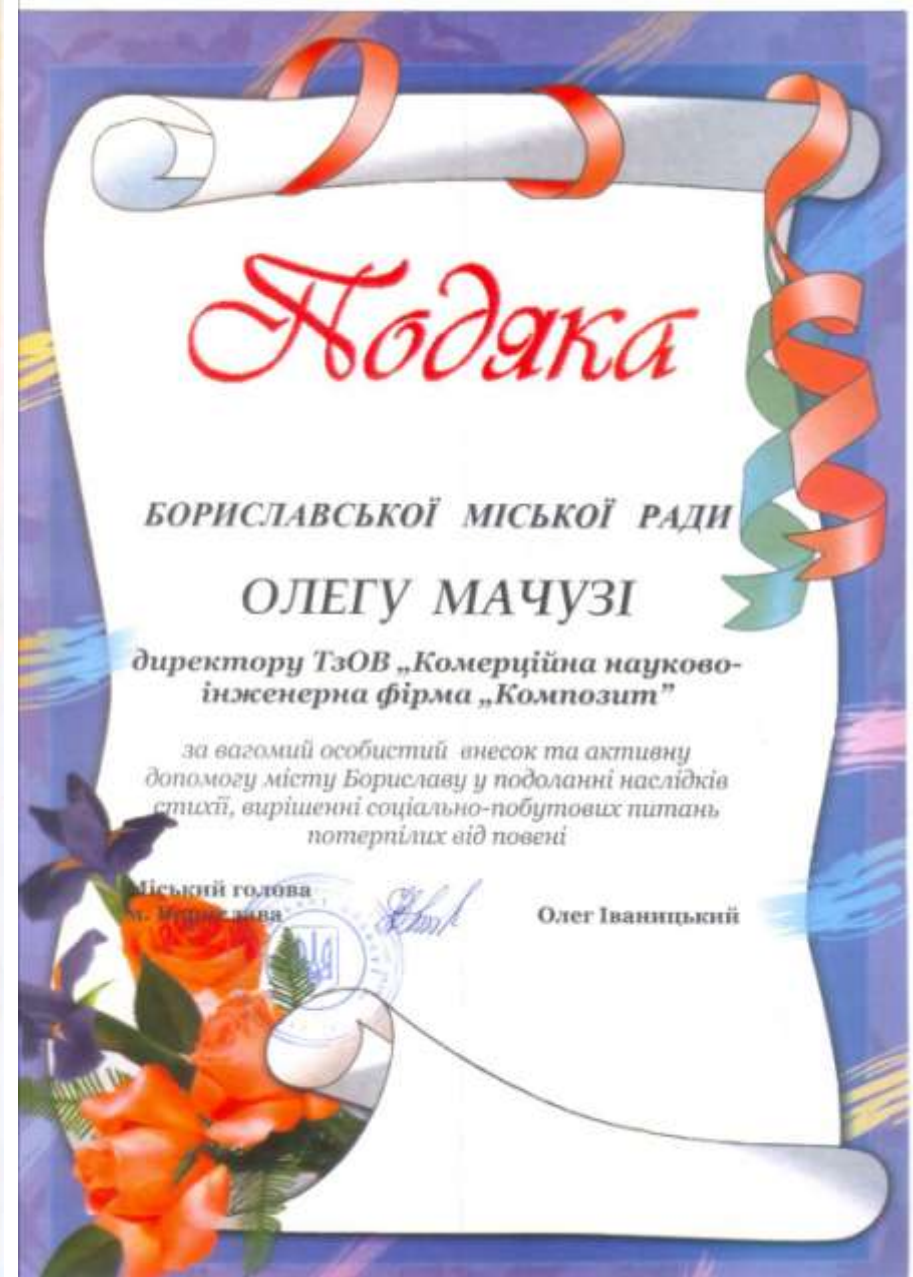 Подяка
БОРИСЛАВСЬКОЇ МІСЬКОЇ РАДИ
ОЛЕГУ МАЧУЗІ
директору ТзОВ „Комерційна науково-
інженерна фірма „Композит”
за вагомий особистий внесок та активну
допомогу місту Бориславу у подоланні наслідків
стихії, вирішенні соціально-побутових питань
потерпілих від повені
Міський голова
м. Борислава
Олег Іваницький